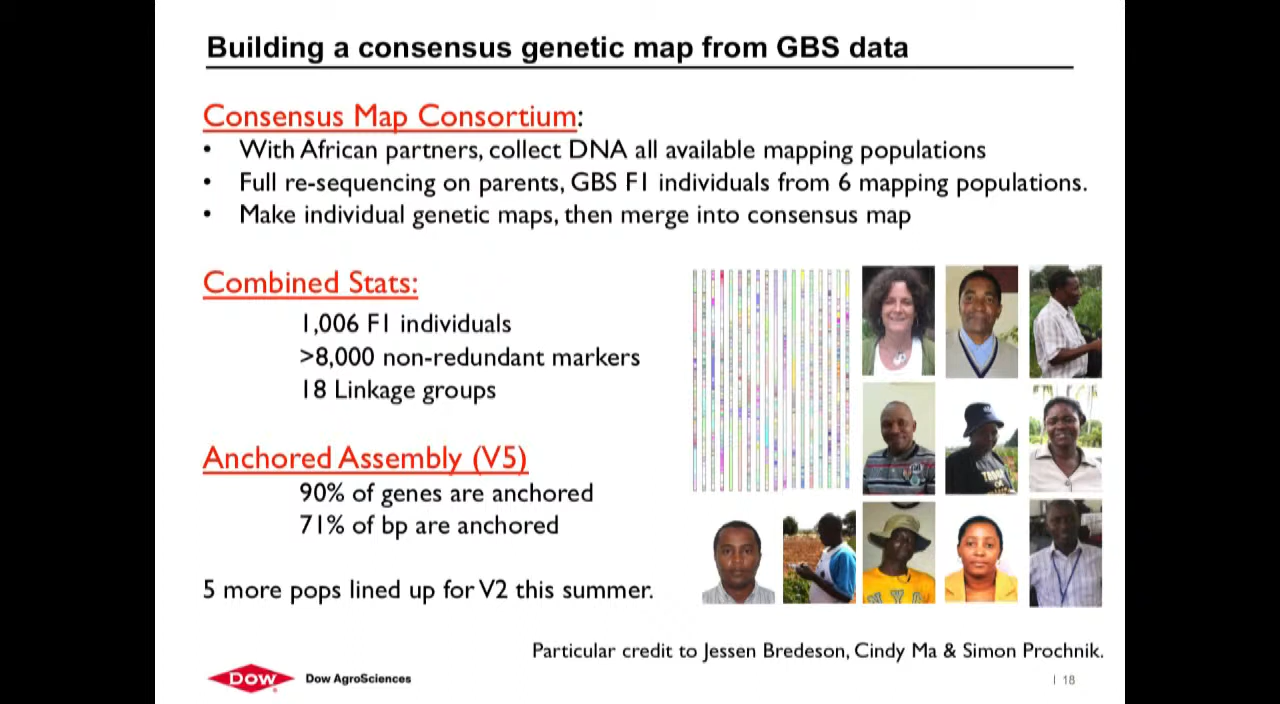 Building a consensus genetic map from GBS data
Consensus Map Consortium:
• With African partners, collect DNA all available mapping populations
• Full re-sequencing on parents, GBS F1 individuals from 6 mapping populations.
• Make individual genetic maps, then merge into consensus map
Combined Stats:
1,006 F1 individuals
>8,000 non-redundant markers
18 Linkage groups
Anchored Assembly (V5)
90% of genes are anchored
71% of bp are anchored
5 more pops lined up for V2 this summer.
Particular credit to Jessen Bredeson, Cindy Ma & Simon Prochnik.
DOW Dow AgroSciences
| 18